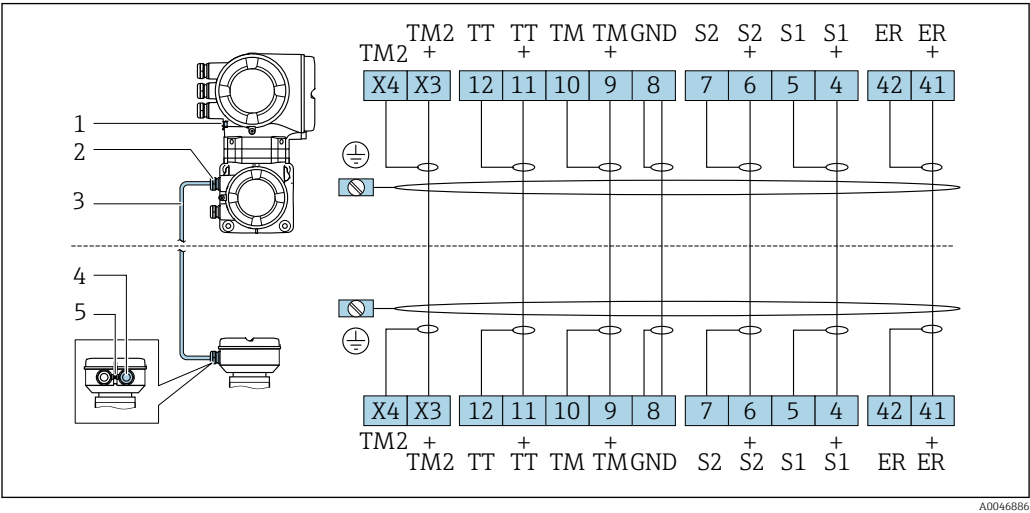 TM2 TT TT TM TM GND S2 S2 S1 S1 ER ER
TM2 + + + + + +
X4 X3 12 11 10 9 8 7 6 5 4 42 41
1
2
3
4
5
X4 X3 12 11 10 9 8 7 6 5 4 42 41
TM2 + + + + + +
TM2 TT TT TM TM GND S2 S2 S1 S1 ER ER
A0046886